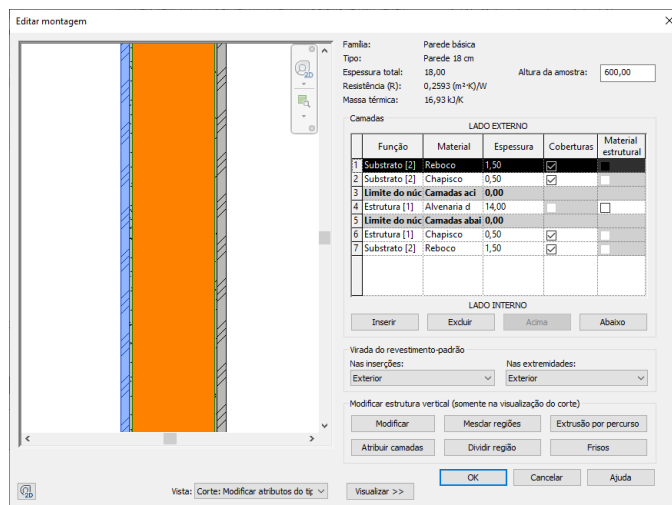 Editar montagem
Família: Parede básica
Tipo: Parede 18 cm
Espessura total: 18,00 Altura da amostra: 600,00
Resistência (R): 0,2593 (m²·K)/W
Massa térmica: 16,93 kJ/K
Camadas
LADO EXTERNO
Função Material Espessura Coberturas Material estrutural
1 Substrato [2] Reboco 1,50
2 Substrato [2] Chapisco 0,50
3 Limite do núc Camadas aci 0,00
4 Estrutura [1] Alvenaria d 14,00
5 Limite do núc Camadas abai 0,00
6 Estrutura [1] Chapisco 0,50
7 Substrato [2] Reboco 1,50
LADO INTERNO
Inserir Excluir Acima Abaixo
Virada do revestimento-padrão
Nas inserções: Nas extremidades:
Exterior Exterior
Modificar estrutura vertical (somente na visualização do corte)
Modificar Mesclar regiões Extrusão por percurso
Atribuir camadas Dividir região Frisos
OK Cancelar Ajuda
2D
2D
Vista: Corte: Modificar atributos do tip Visualizar >>